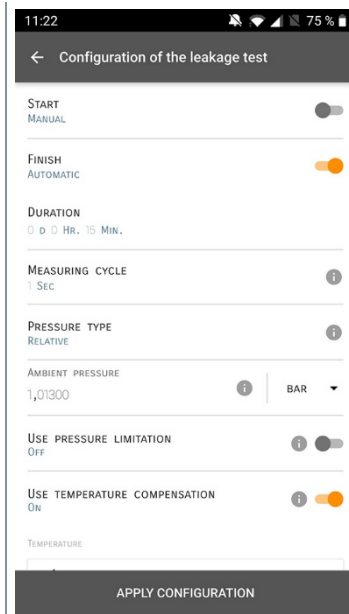 11:22 75 %
Configuration of the leakage test
START
MANUAL
FINISH
AUTOMATIC
DURATION
0 D 0 HR. 15 MIN.
MEASURING CYCLE
1 SEC
PRESSURE TYPE
RELATIVE
AMBIENT PRESSURE
1,01300 BAR
USE PRESSURE LIMITATION
OFF
USE TEMPERATURE COMPENSATION
ON
TEMPERATURE
APPLY CONFIGURATION